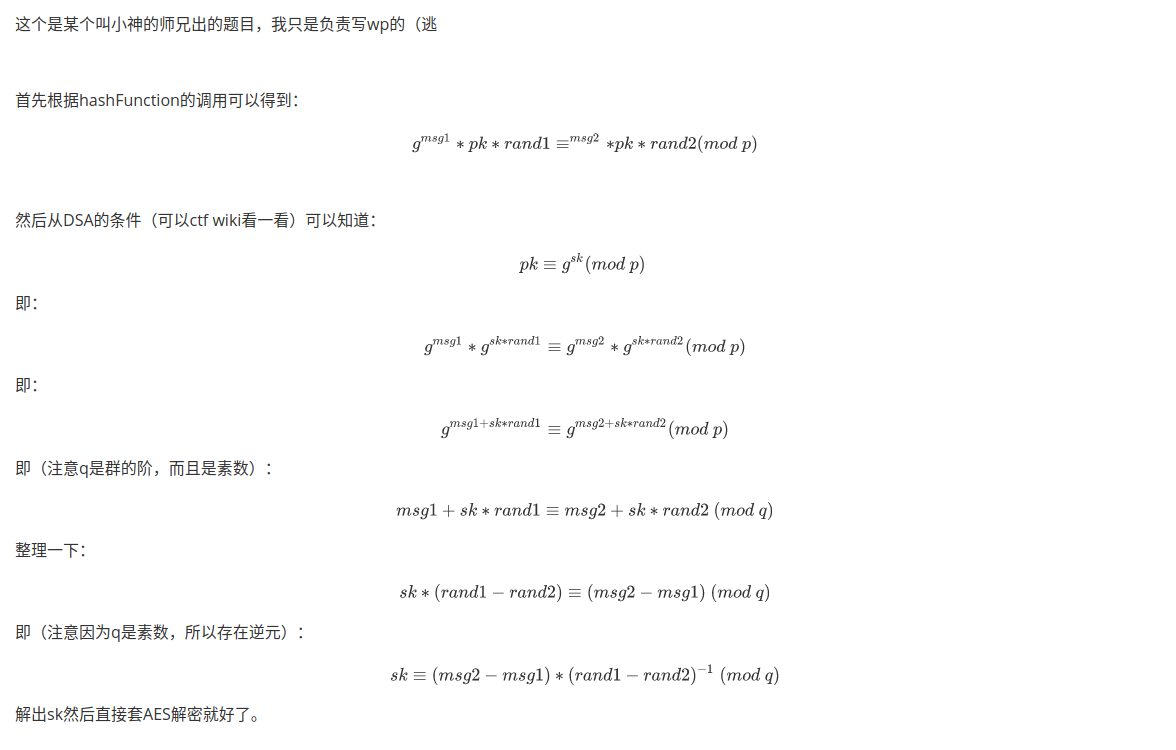 这个是某个叫小神的师兄出的题目，我只是负责写wp的（逃
首先根据hashFunction的调用可以得到：
$g^{msg1} * pk * rand1 \equiv^{msg2} *pk * rand2(mod\ p)$
然后从DSA的条件（可以ctf wiki看一看）可以知道：
$pk \equiv g^{sk}(mod\ p)$
即：
$g^{msg1} * g^{sk*rand1} \equiv g^{msg2} * g^{sk*rand2}(mod\ p)$
即：
$g^{msg1+sk*rand1} \equiv g^{msg2+sk*rand2}(mod\ p)$
即（注意q是群的阶，而且是素数）：
$msg1 + sk * rand1 \equiv msg2 + sk * rand2\ (mod\ q)$
整理一下：
$sk * (rand1 - rand2) \equiv (msg2 - msg1)\ (mod\ q)$
即（注意因为q是素数，所以存在逆元）：
$sk \equiv (msg2 - msg1) * (rand1 - rand2)^{-1}\ (mod\ q)$
解出sk然后直接套AES解密就好了。